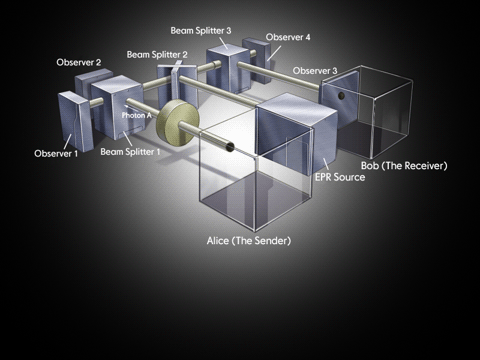 Beam Splitter 3
Observer 4
Beam Splitter 2
Observer 2
Observer 3
Photon A
Observer 1
Beam Splitter 1
Bob (The Receiver)
EPR Source
Alice (The Sender)